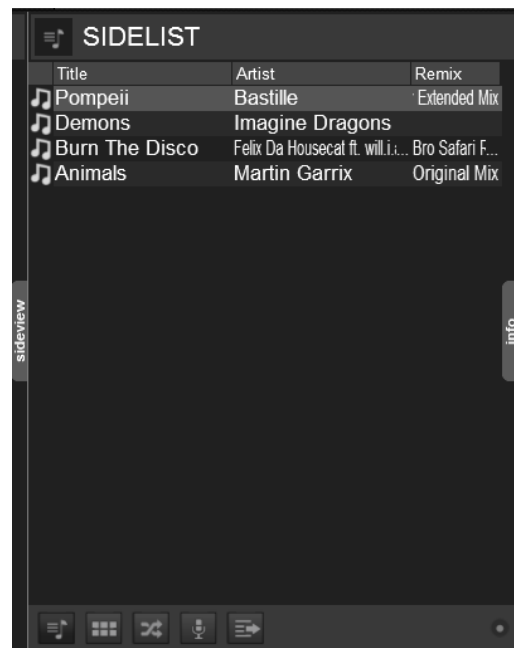 SIDELIST
Title Artist Remix
Pompeii Bastille Extended Mix
Demons Imagine Dragons
Burn The Disco Felix Da Housecat ft. will.i.... Bro Safari F...
Animals Martin Garrix Original Mix
sideview
info